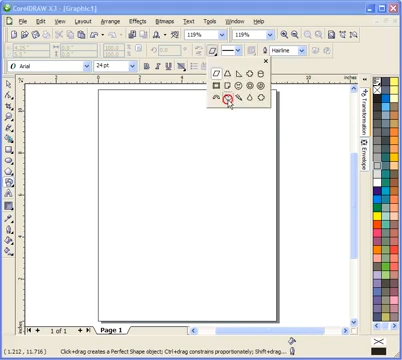 CorelDRAW X3 - [Graphic1]
File Edit View Layout Arrange Effects Bitmaps Text Tools Window Help
119% 119%
Hairline
Arial 24 pt
inches
Transformation
Envelope
1 of 1 Page 1
(1.212, 11.716) Click+drag creates a Perfect Shape object; Ctrl+drag constrains proportionately; Shift+drag...